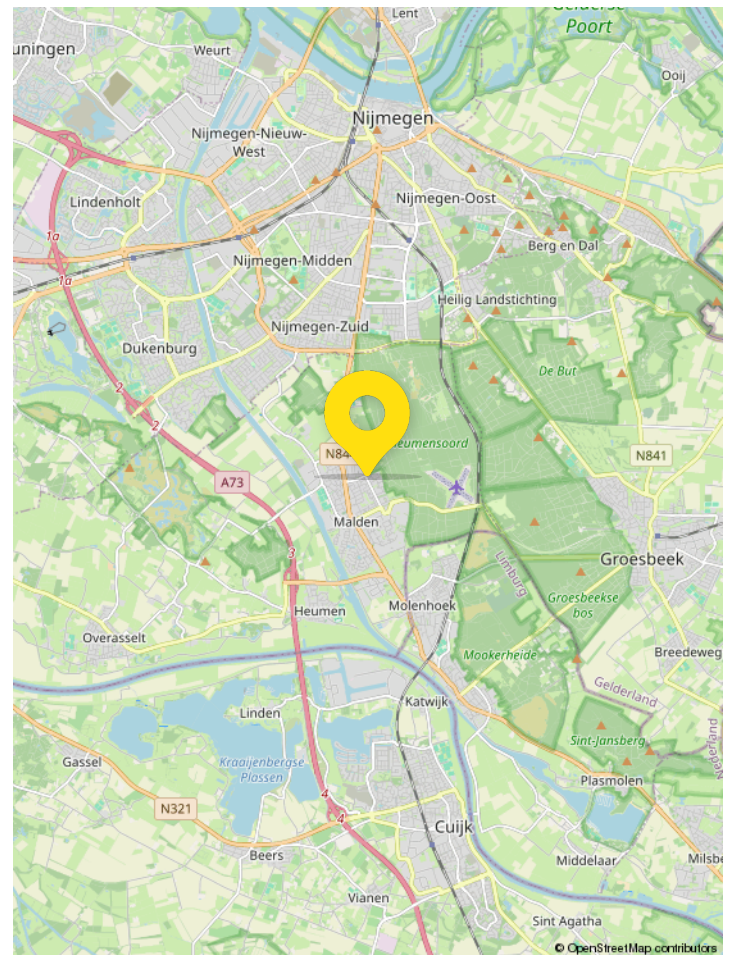 Lent
Gelderse
Poort
uningen
Weurt
Ooij
Nijmegen
Nijmegen-Nieuw-
West
Lindenholt
Nijmegen-Oost
1a
Berg en Dal
Nijmegen-Midden
1a
Heilig Landstichting
Nijmegen-Zuid
Dukenburg
De But
2
2
Heumensoord
N84
N841
A73
Malden
3
Limburg
Groesbeek
Groesbeekse
bos
Heumen
Molenhoek
Overasselt
Mookerheide
Breedeweg
Gelderland
Katwijk
Linden
Nederland
Sint-Jansberg
Gassel
Kraaijenbergse
Plassen
Plasmolen
4
N321
4
Cuijk
Beers
Middelaar
Milsbe
Vianen
Sint Agatha
© OpenStreetMap contributors